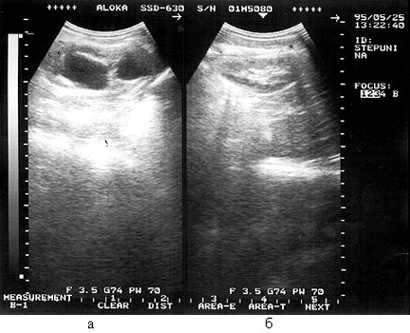 +++++ ALOKA SSD-630 S/N 01M5080 +++++
95/05/25
13:22:40
ID:
STEPUNI
NA
FOCUS:
1234 B
F 3.5 G74 PW 70 F 3.5 G74 PW 70
MEASUREMENT 1 2 3 4 5
B-1 CLEAR DIST AREA-E AREA-T NEXT
а б